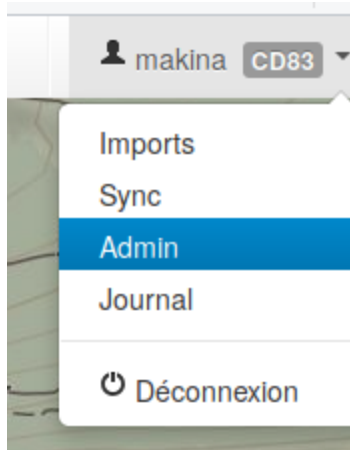 makina CD83
Imports
Sync
Admin
Journal
Déconnexion